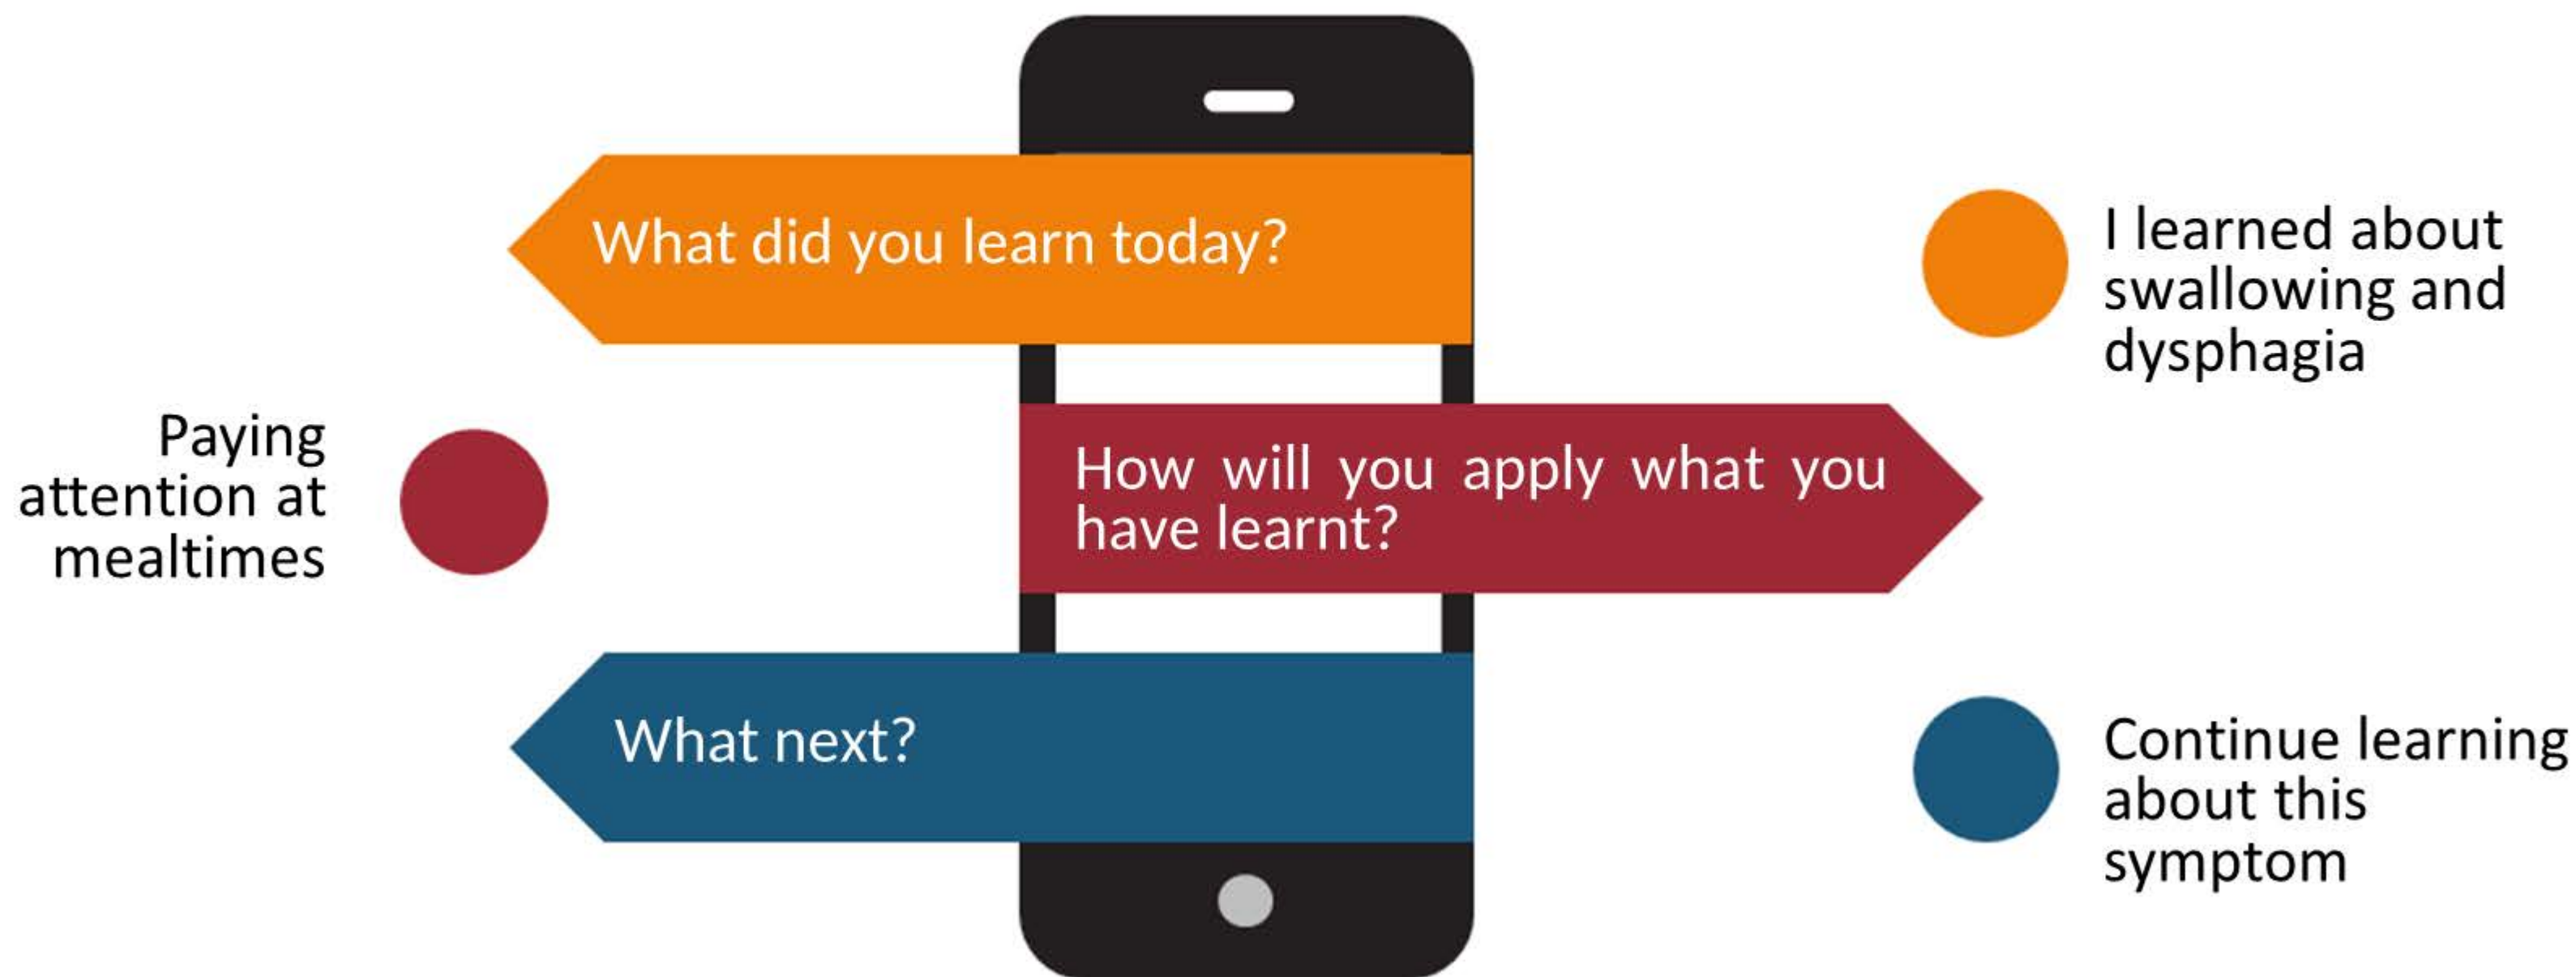 What did you learn today?
I learned about
swallowing and
dysphagia
How will you apply what you
have learnt?
Paying
attention at
mealtimes
What next?
Continue learning
about this
symptom